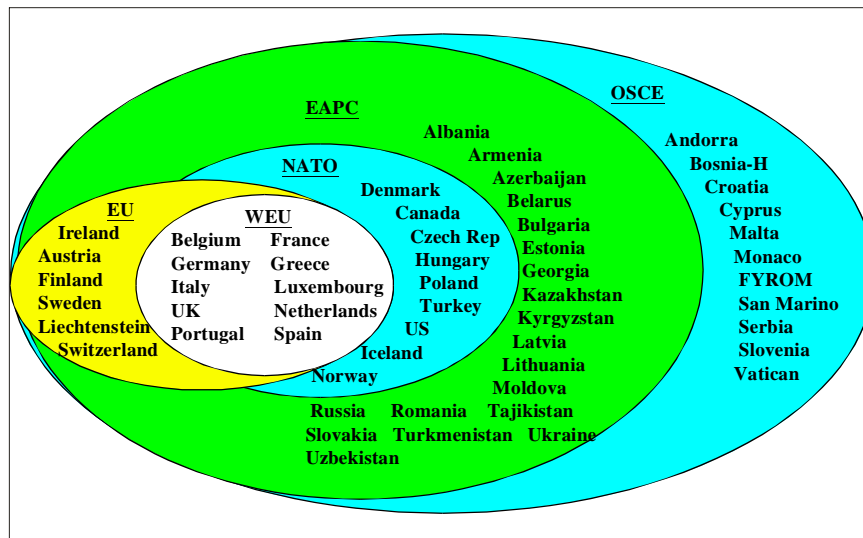 OSCE
EAPC
Albania
Andorra
Armenia
Bosnia-H
NATO
Azerbaijan
Croatia
Denmark
Belarus
Cyprus
EU
WEU
Canada
Bulgaria
Malta
Ireland
Belgium France
Czech Rep
Estonia
Monaco
Austria
Germany Greece
Hungary
Georgia
FYROM
Finland
Italy Luxembourg
Poland
Kazakhstan
San Marino
Sweden
UK Netherlands
Turkey
Kyrgyzstan
Serbia
Liechtenstein
Portugal Spain
US
Latvia
Slovenia
Switzerland
Iceland
Lithuania
Vatican
Norway
Moldova
Russia Romania Tajikistan
Slovakia Turkmenistan Ukraine
Uzbekistan